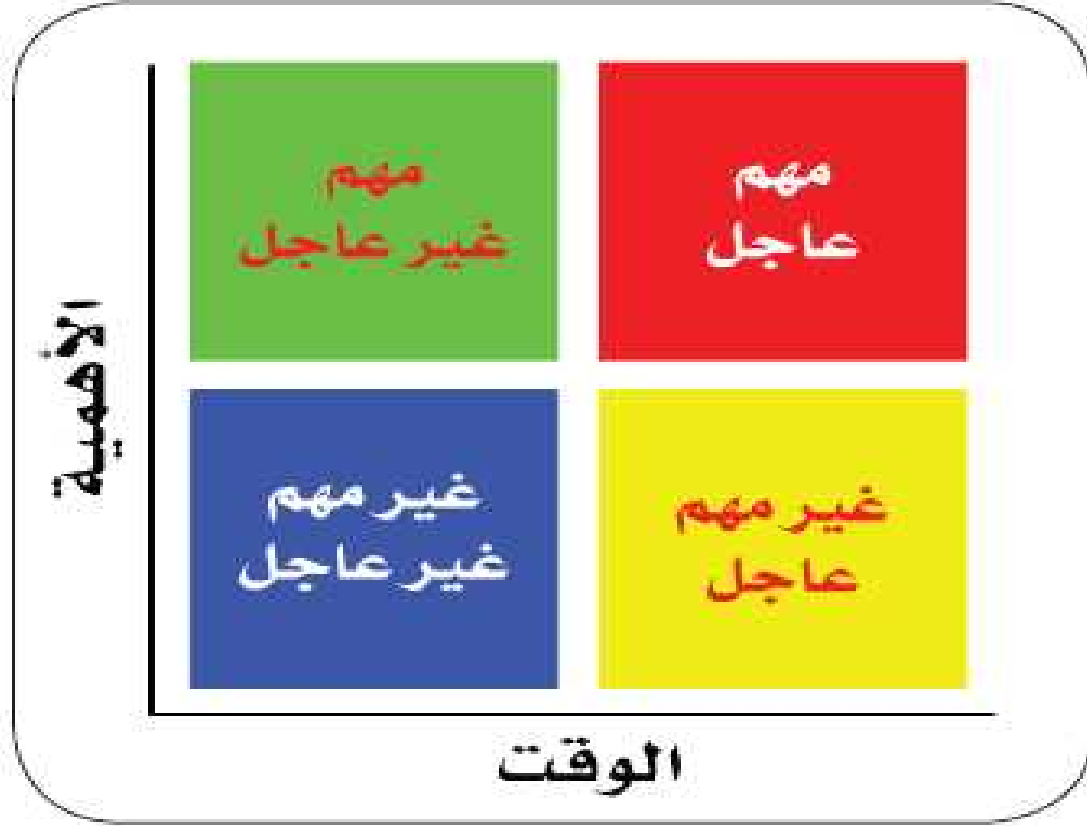 مهم
عاجل
مهم
غير عاجل
غير مهم
عاجل
غير مهم
غير عاجل
الأهمية
الوقت